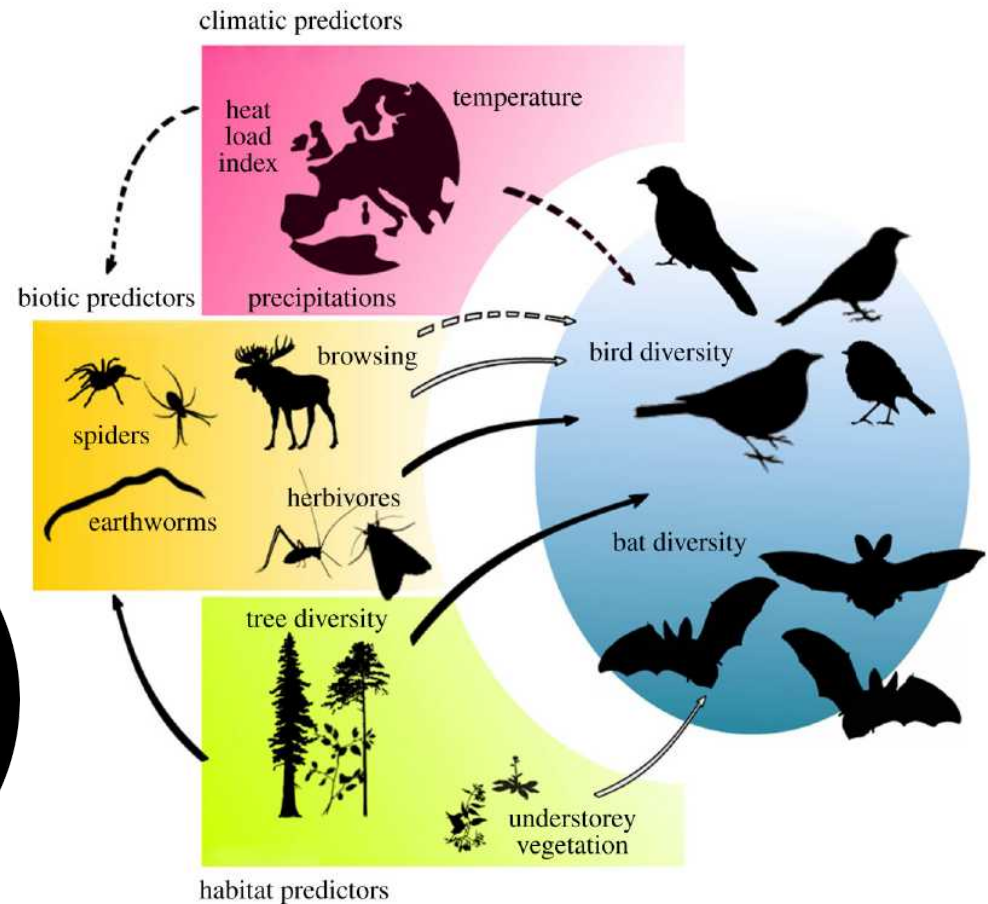 climatic predictors
temperature
heat
load
index
biotic predictors
precipitations
browsing
bird diversity
spiders
herbivores
earthworms
bat diversity
tree diversity
understorey
vegetation
habitat predictors